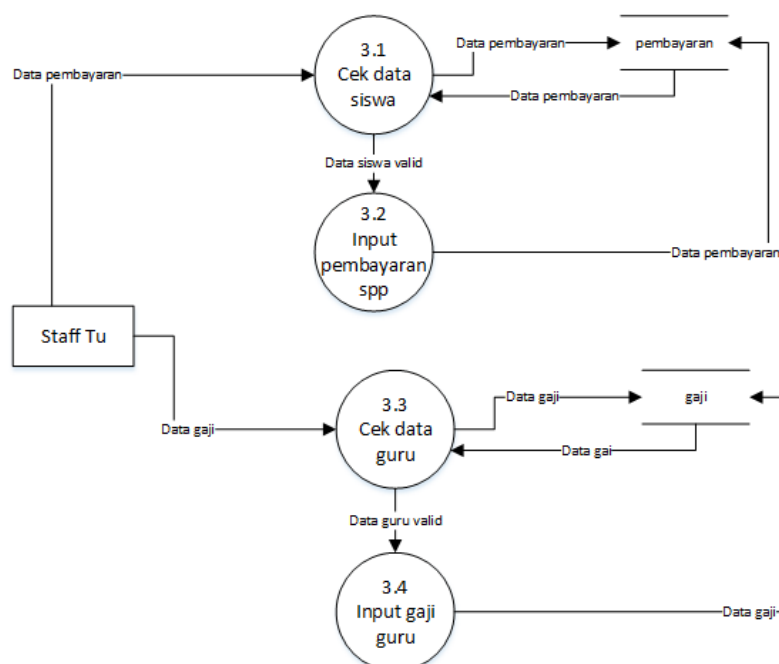 3.1
Cek data
siswa
Data pembayaran
pembayaran
Data pembayaran
Data pembayaran
Data siswa valid
3.2
Input
pembayaran
spp
Data pembayaran
Staff Tu
3.3
Cek data
guru
Data gaji
gaji
Data gaji
Data gai
Data guru valid
3.4
Input gaji
guru
Data gaji